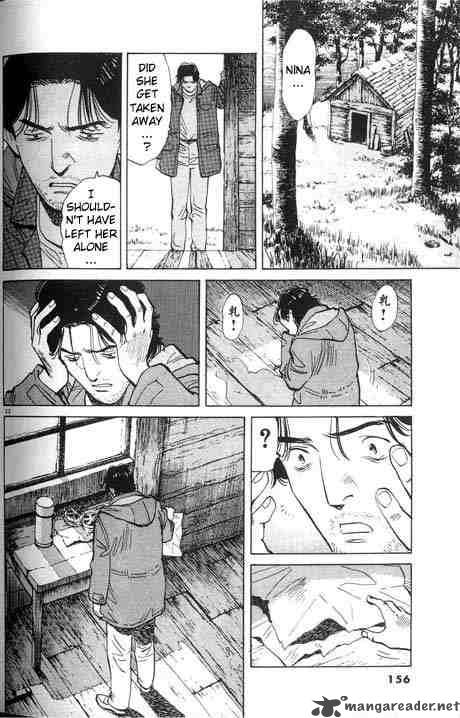 NINA
....
DID
SHE
GET
TAKEN
AWAY
...
?
I
SHOULD-
N'T HAVE
LEFT HER
ALONE
...
乳!
乳!
?
22
156
mangareader.net